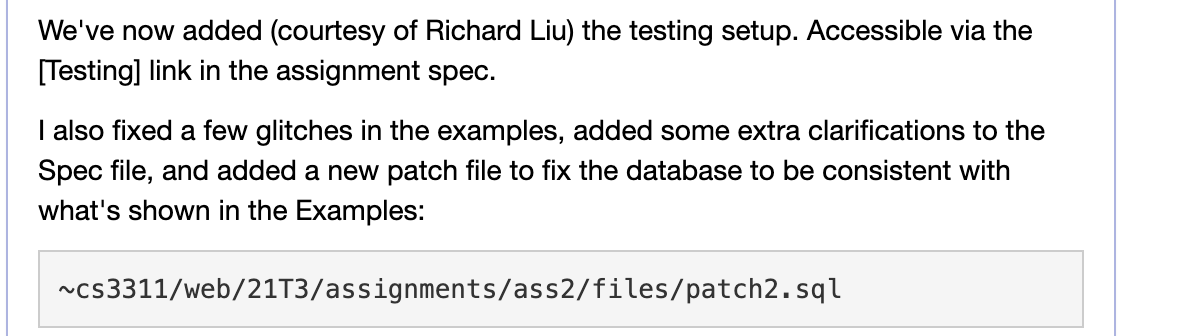 We've now added (courtesy of Richard Liu) the testing setup. Accessible via the
[Testing] link in the assignment spec.
I also fixed a few glitches in the examples, added some extra clarifications to the
Spec file, and added a new patch file to fix the database to be consistent with
what's shown in the Examples:
~cs3311/web/21T3/assignments/ass2/files/patch2.sql